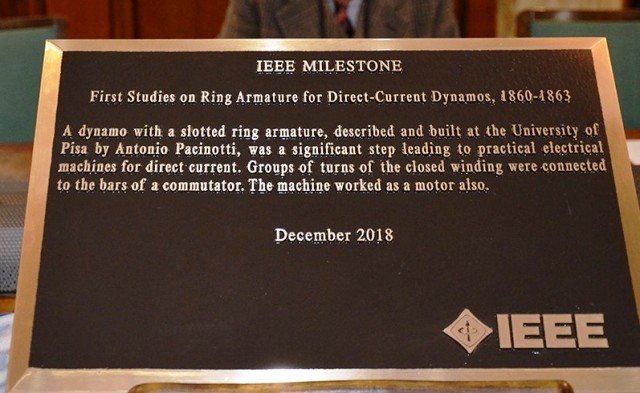 IEEE MILESTONE
First Studies on Ring Armature for Direct-Current Dynamos, 1860-1863
A dynamo with a slotted ring armature, described and built at the University of
Pisa by Antonio Pacinotti, was a significant step leading to practical electrical
machines for direct current. Groups of turns of the closed winding were connected
to the bars of a commutator. The machine worked as a motor also.
December 2018
IEEE